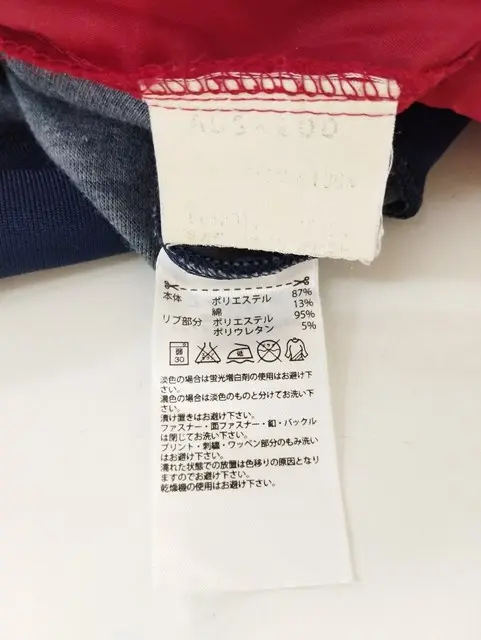 本体 ポリエステル 87%
綿 13%
リブ部分 ポリエステル 95%
ポリウレタン 5%
弱
30
低
淡色の場合は蛍光増白剤の使用はお避け下
さい。
濃色の場合は淡色のものと分けてお洗い下
さい。
漬け置きはお避け下さい。
ファスナー・面ファスナー・釦・バックル
は閉じてお洗い下さい。
プリント・刺繍・ワッペン部分のもみ洗い
はお避け下さい。
濡れた状態での放置は色移りの原因となり
ますのでお避け下さい。
乾燥機の使用はお避け下さい。